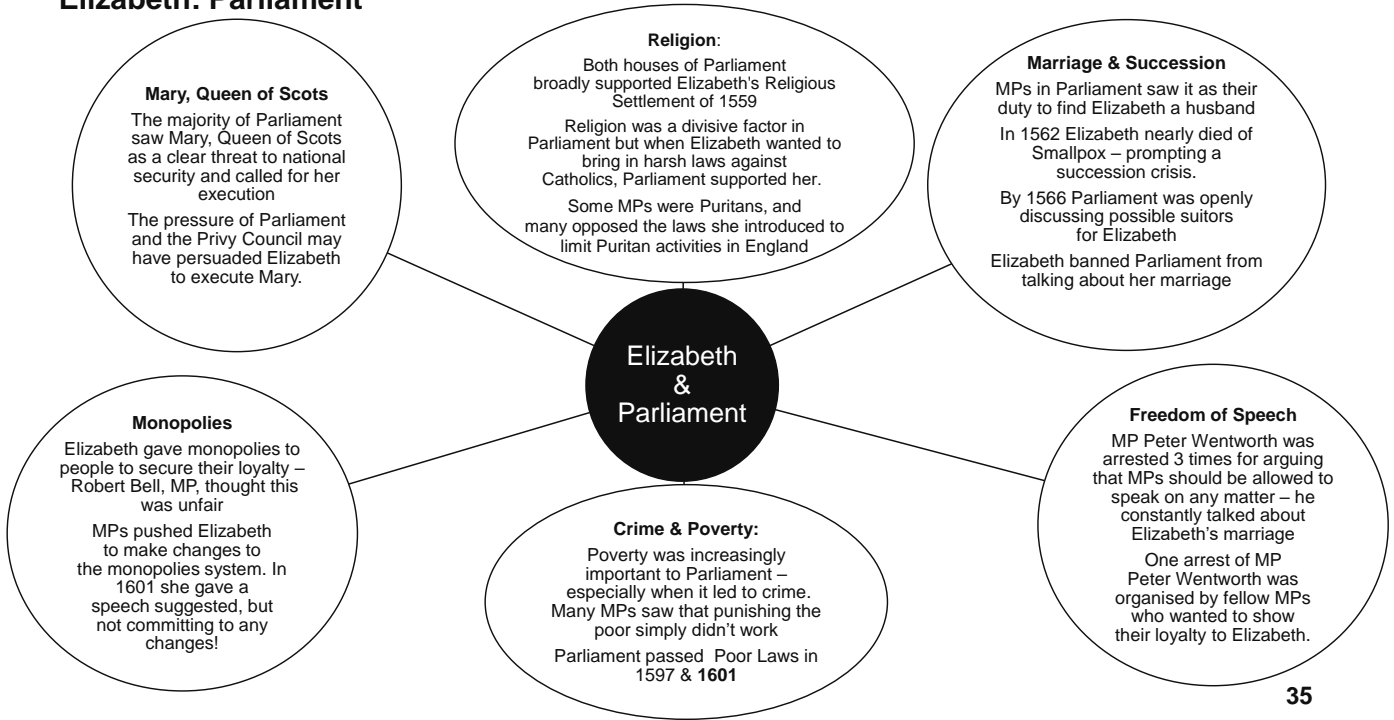 Elizabeth: Parliament
Mary, Queen of Scots
The majority of Parliament
saw Mary, Queen of Scots
as a clear threat to national
security and called for her
execution
The pressure of Parliament
and the Privy Council may
have persuaded Elizabeth
to execute Mary.
Religion:
Both houses of Parliament
broadly supported Elizabeth's Religious
Settlement of 1559
Religion was a divisive factor in
Parliament but when Elizabeth wanted to
bring in harsh laws against
Catholics, Parliament supported her.
Some MPs were Puritans, and
many opposed the laws she introduced to
limit Puritan activities in England
Marriage & Succession
MPs in Parliament saw it as their
duty to find Elizabeth a husband
In 1562 Elizabeth nearly died of
Smallpox – prompting a
succession crisis.
By 1566 Parliament was openly
discussing possible suitors
for Elizabeth
Elizabeth banned Parliament from
talking about her marriage
Elizabeth
&
Parliament
Monopolies
Elizabeth gave monopolies to
people to secure their loyalty –
Robert Bell, MP, thought this
was unfair
MPs pushed Elizabeth
to make changes to
the monopolies system. In
1601 she gave a
speech suggested, but
not committing to any
changes!
Crime & Poverty:
Poverty was increasingly
important to Parliament –
especially when it led to crime.
Many MPs saw that punishing the
poor simply didn't work
Parliament passed Poor Laws in
1597 & 1601
Freedom of Speech
MP Peter Wentworth was
arrested 3 times for arguing
that MPs should be allowed to
speak on any matter – he
constantly talked about
Elizabeth's marriage
One arrest of MP
Peter Wentworth was
organised by fellow MPs
who wanted to show
their loyalty to Elizabeth.
35